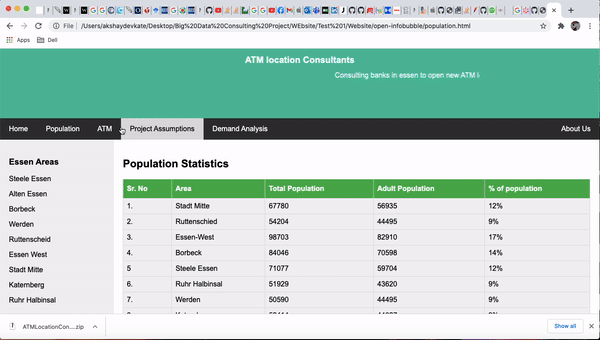 File | /Users/akshaydevkate/Desktop/Big%20Data%20Consulting%20Project/WEbsite/Test%201/Website/open-infobubble/population.html
Apps Dell
ATM location Consultants
Consulting banks in essen to open new ATM
Home Population ATM Project Assumptions Demand Analysis About Us
Essen Areas
Steele Essen
Alten Essen
Borbeck
Werden
Ruttenscheid
Essen West
Stadt Mitte
Katernberg
Ruhr Halbinsal
Population Statistics
Sr. No Area Total Population Adult Population % of population
1. Stadt Mitte 67780 56935 12%
2. Ruttenschied 54204 44495 9%
3. Essen-West 98703 82910 17%
4. Borbeck 84046 70598 14%
5 Steele Essen 71077 59704 12%
6. Ruhr Halbinsal 51929 43620 9%
7. Werden 50590 44495 9%
ATMLocationCon....zip
Show all